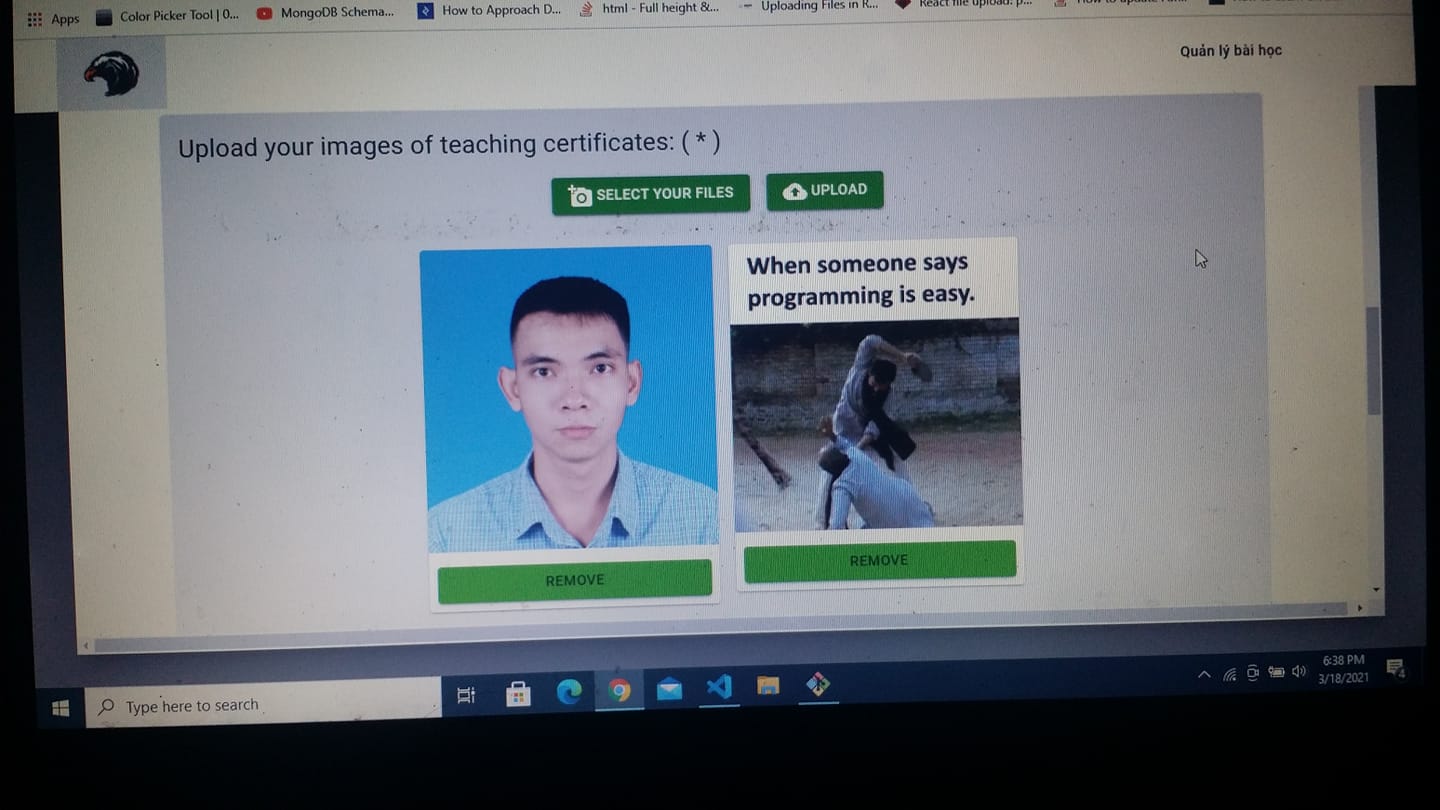 Apps
Color Picker Tool | 0...
MongoDB Schema...
How to Approach D...
html - Full height &...
Uploading Files in R...
React file upload: p...
Quản lý bài học
Upload your images of teaching certificates: ( * )
SELECT YOUR FILES
UPLOAD
When someone says
programming is easy.
REMOVE
REMOVE
Type here to search
6:38 PM
3/18/2021
4